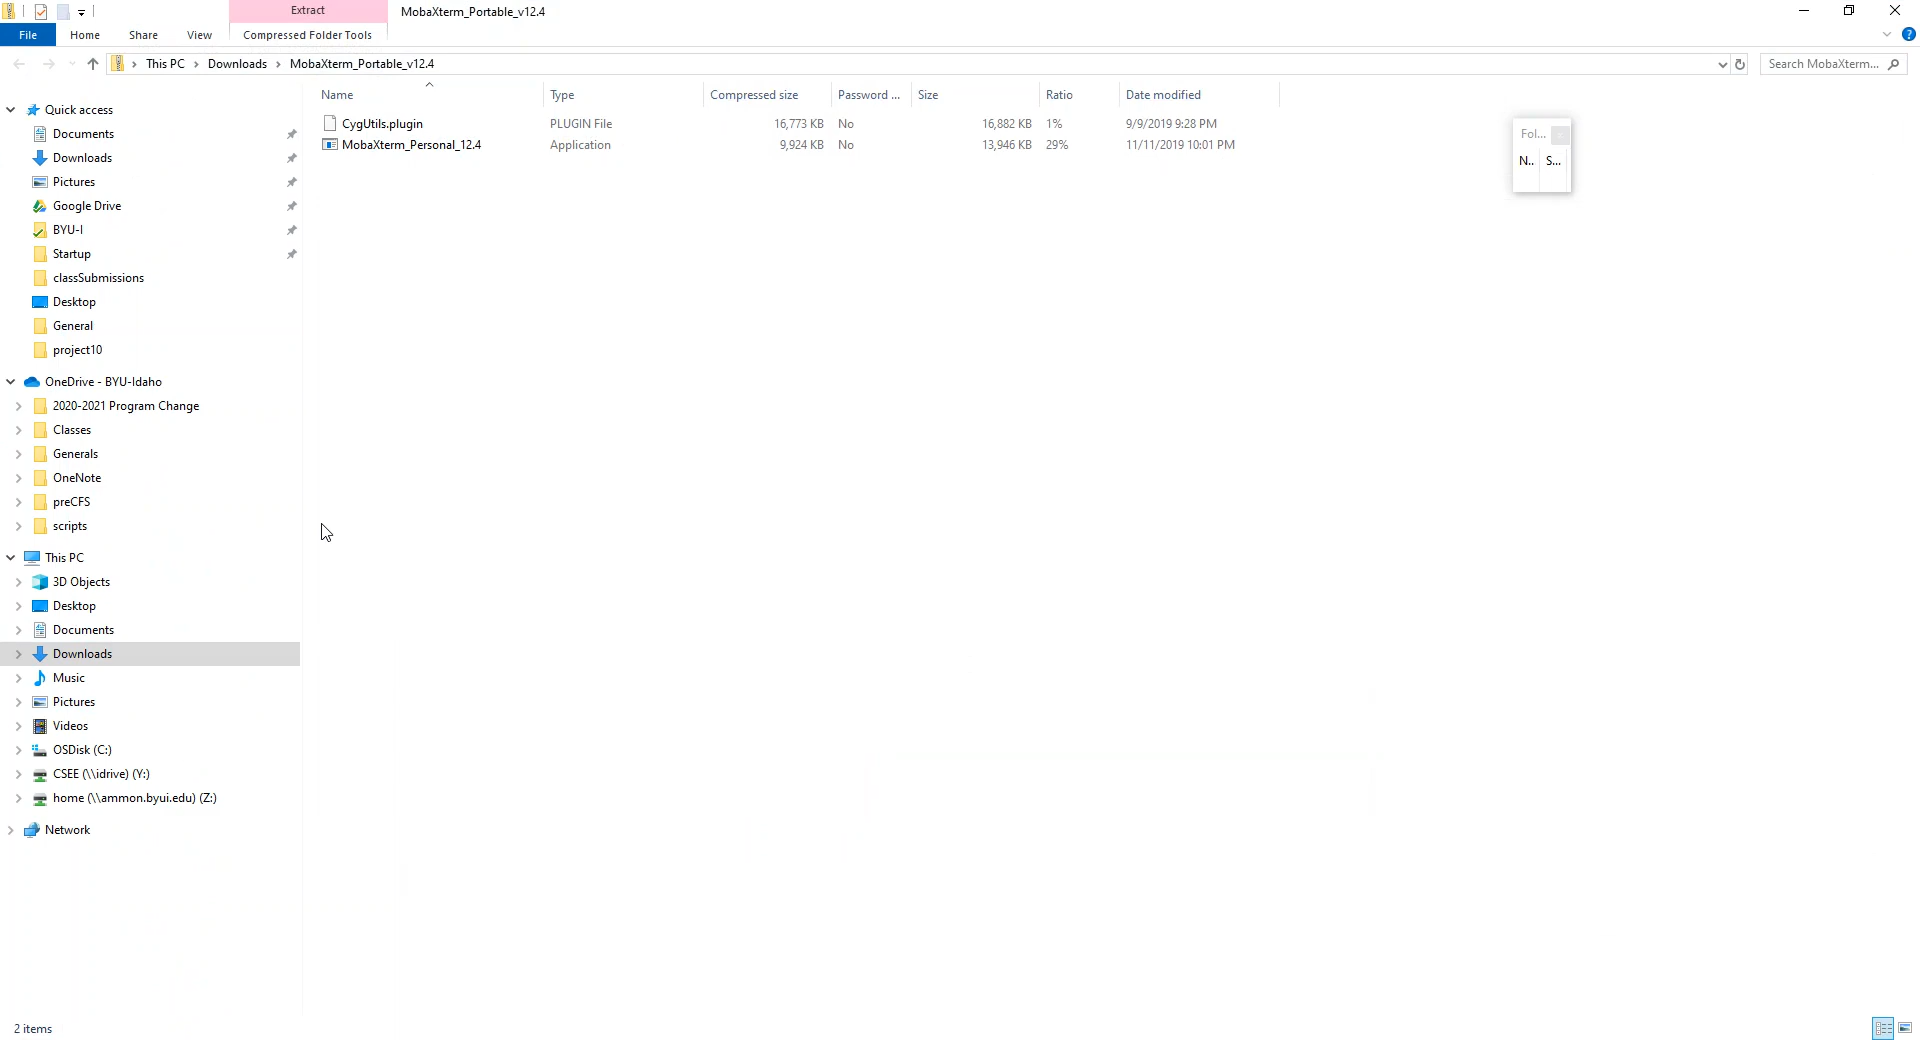 Extract MobaXterm_Portable_v12.4
File Home Share View Compressed Folder Tools
This PC Downloads MobaXterm_Portable_v12.4 Search MobaXterm...
Name Type Compressed size Password ... Size Ratio Date modified
CygUtils.plugin PLUGIN File 16,773 KB No 16,882 KB 1% 9/9/2019 9:28 PM
MobaXterm_Personal_12.4 Application 9,924 KB No 13,946 KB 29% 11/11/2019 10:01 PM
Fol...
N.. S...
Quick access
Documents
Downloads
Pictures
Google Drive
BYU-I
Startup
classSubmissions
Desktop
General
project10
OneDrive - BYU-Idaho
2020-2021 Program Change
Classes
Generals
OneNote
preCFS
scripts
This PC
3D Objects
Desktop
Documents
Downloads
Music
Pictures
Videos
OSDisk (C:)
CSEE (\\idrive) (Y:)
home (\\ammon.byui.edu) (Z:)
Network
2 items